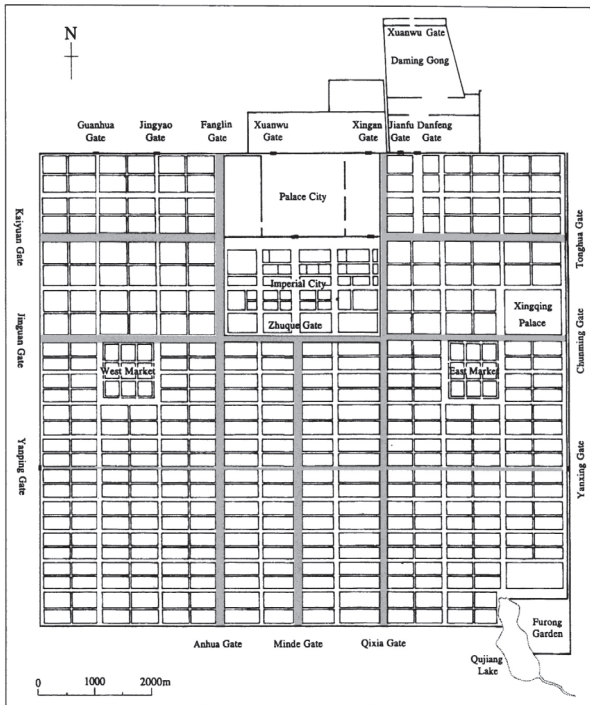 Xuanwu Gate
Daming Gong
N
Guanhua
Gate
Jingyao
Gate
Fanglin
Gate
Xuanwu
Gate
Xingan
Gate
Jianfu
Gate
Danfeng
Gate
Palace City
Kaiyuan Gate
Tonghua Gate
Imperial City
Xingqing
Palace
Zhuque Gate
Jinguan Gate
Chunming Gate
West Market
East Market
Yanping Gate
Yanxing Gate
Furong
Garden
Anhua Gate
Minde Gate
Qixia Gate
Qujiang
Lake
0 1000 2000m